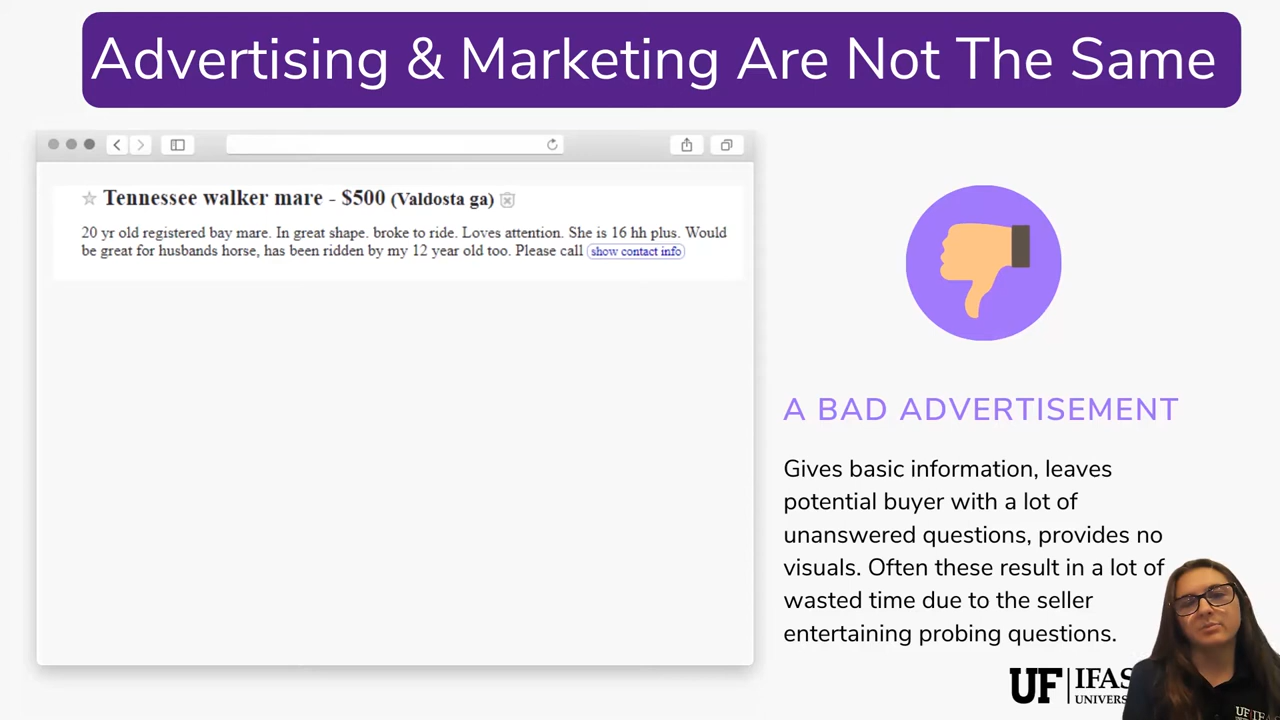 Advertising & Marketing Are Not The Same
Tennessee walker mare - $500 (Valdosta ga)
20 yr old registered bay mare. In great shape. broke to ride. Loves attention. She is 16 hh plus. Would
be great for husbands horse, has been ridden by my 12 year old too. Please call show contact info
A BAD ADVERTISEMENT
Gives basic information, leaves
potential buyer with a lot of
unanswered questions, provides no
visuals. Often these result in a lot of
wasted time due to the seller
entertaining probing questions.
UF IFAS